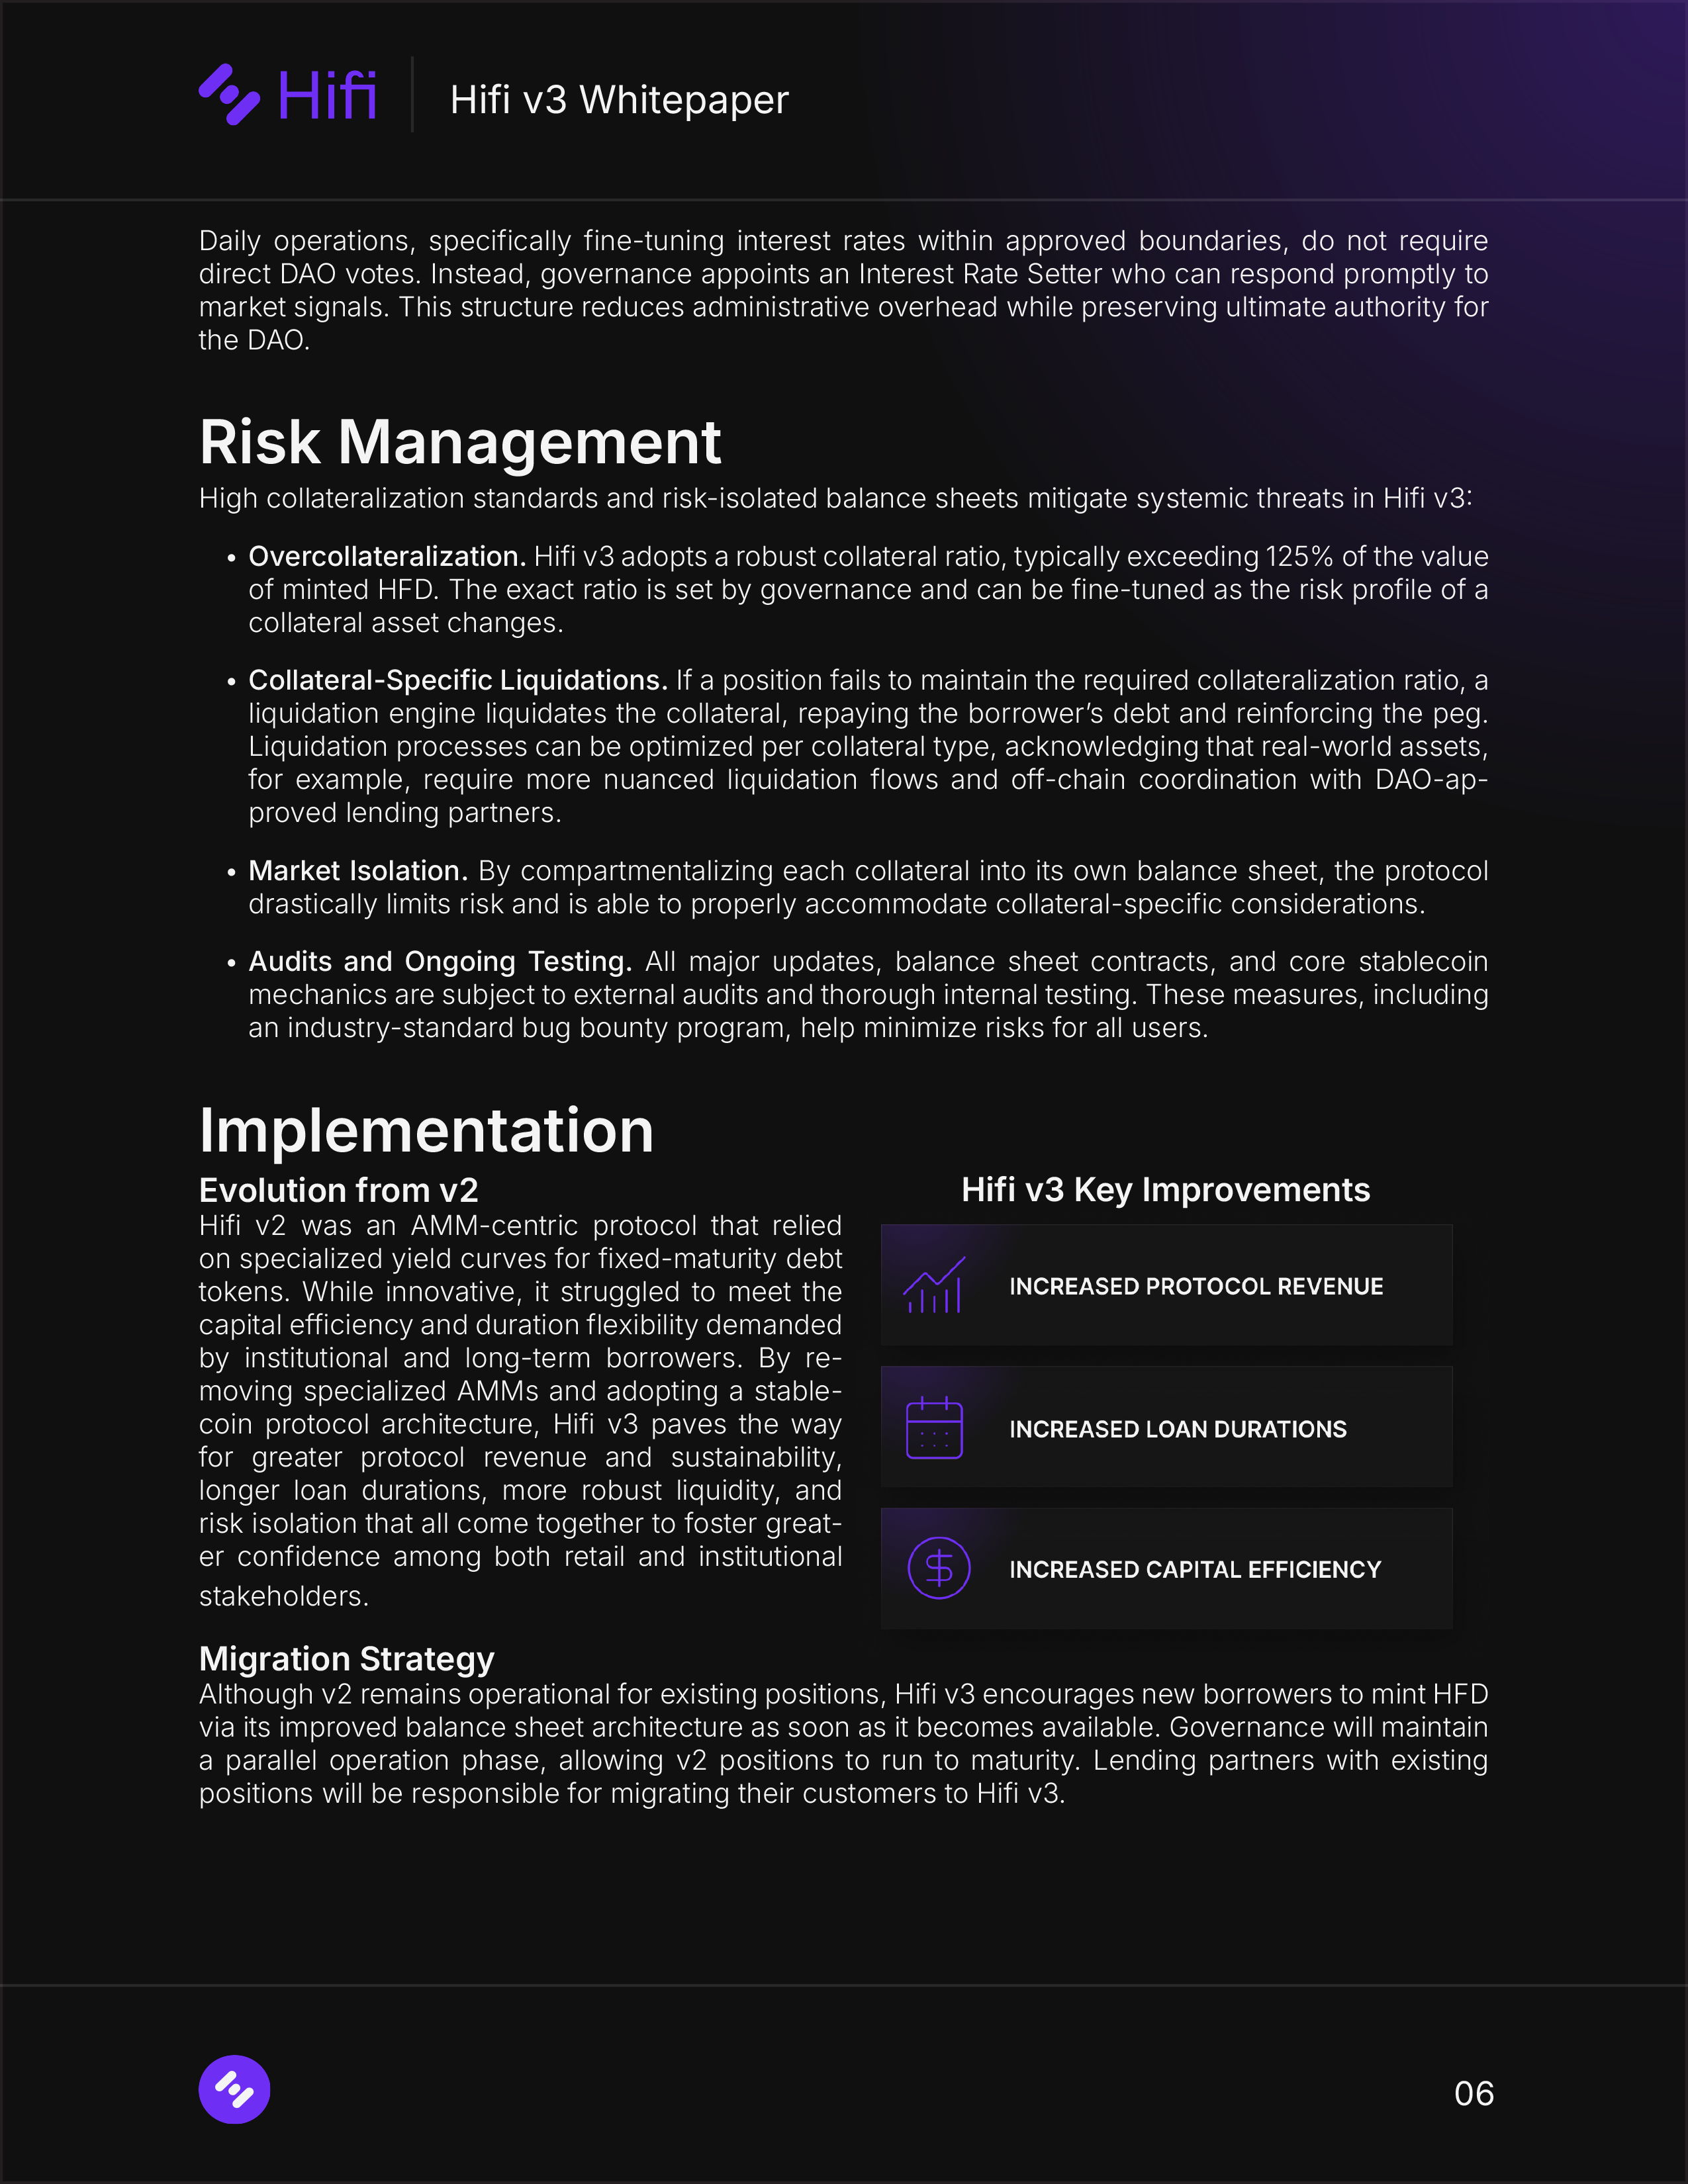 Hifi
Hifi v3 Whitepaper
Daily operations, specifically fine-tuning interest rates within approved boundaries, do not require
direct DAO votes. Instead, governance appoints an Interest Rate Setter who can respond promptly to
market signals. This structure reduces administrative overhead while preserving ultimate authority for
the DAO.
Risk Management
High collateralization standards and risk-isolated balance sheets mitigate systemic threats in Hifi v3:
• Overcollateralization. Hifi v3 adopts a robust collateral ratio, typically exceeding 125% of the value
of minted HFD. The exact ratio is set by governance and can be fine-tuned as the risk profile of a
collateral asset changes.
• Collateral-Specific Liquidations. If a position fails to maintain the required collateralization ratio, a
liquidation engine liquidates the collateral, repaying the borrower’s debt and reinforcing the peg.
Liquidation processes can be optimized per collateral type, acknowledging that real-world assets,
for example, require more nuanced liquidation flows and off-chain coordination with DAO-ap-
proved lending partners.
• Market Isolation. By compartmentalizing each collateral into its own balance sheet, the protocol
drastically limits risk and is able to properly accommodate collateral-specific considerations.
• Audits and Ongoing Testing. All major updates, balance sheet contracts, and core stablecoin
mechanics are subject to external audits and thorough internal testing. These measures, including
an industry-standard bug bounty program, help minimize risks for all users.
Implementation
Evolution from v2
Hifi v2 was an AMM-centric protocol that relied
on specialized yield curves for fixed-maturity debt
tokens. While innovative, it struggled to meet the
capital efficiency and duration flexibility demanded
by institutional and long-term borrowers. By re-
moving specialized AMMs and adopting a stable-
coin protocol architecture, Hifi v3 paves the way
for greater protocol revenue and sustainability,
longer loan durations, more robust liquidity, and
risk isolation that all come together to foster great-
er confidence among both retail and institutional
stakeholders.
Hifi v3 Key Improvements
INCREASED PROTOCOL REVENUE
INCREASED LOAN DURATIONS
INCREASED CAPITAL EFFICIENCY
Migration Strategy
Although v2 remains operational for existing positions, Hifi v3 encourages new borrowers to mint HFD
via its improved balance sheet architecture as soon as it becomes available. Governance will maintain
a parallel operation phase, allowing v2 positions to run to maturity. Lending partners with existing
positions will be responsible for migrating their customers to Hifi v3.
06